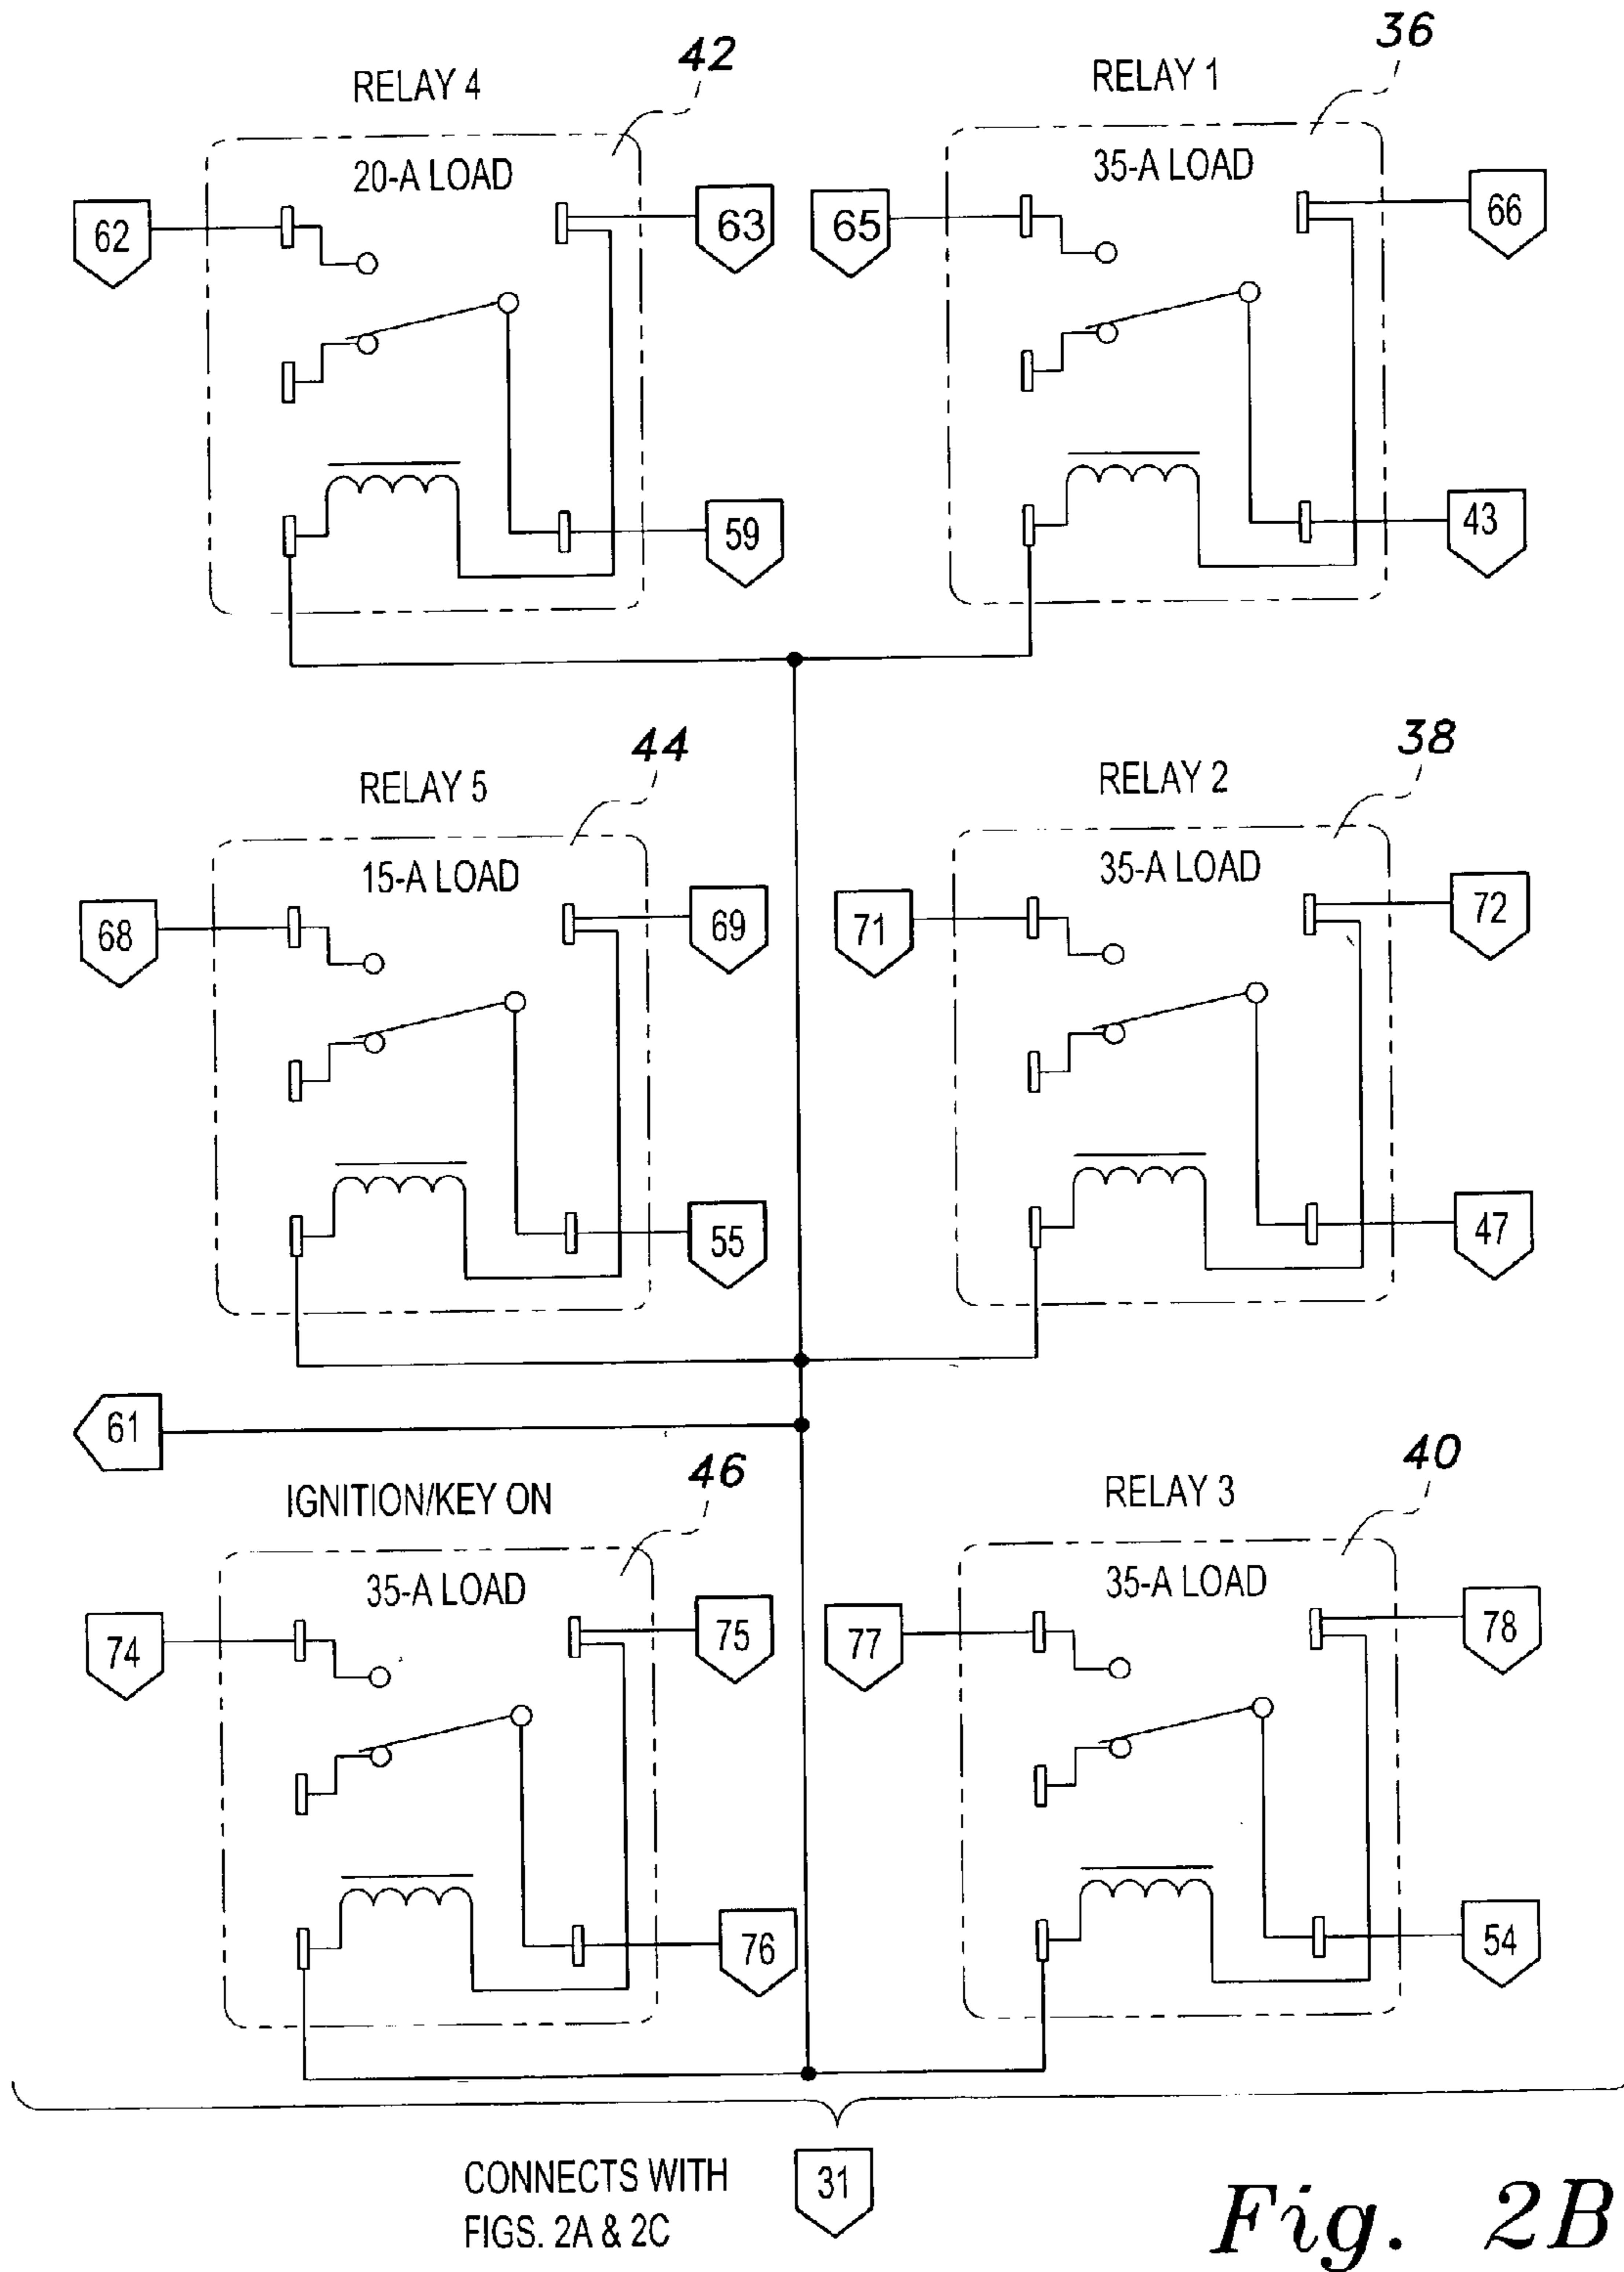 42
36
RELAY 4
RELAY 1
20-A LOAD
35-A LOAD
62
63
65
66
59
43
44
38
RELAY 5
RELAY 2
15-A LOAD
35-A LOAD
68
69
71
72
55
47
61
46
40
IGNITION/KEY ON
RELAY 3
35-A LOAD
35-A LOAD
74
75
77
78
76
54
CONNECTS WITH
FIGS. 2A & 2C
31
Fig. 2B